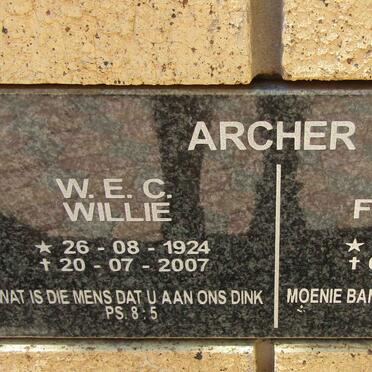 ARCHER
W. E. C.
WILLIE
★ 26 - 08 - 1924
✝ 20 - 07 - 2007
WAT IS DIE MENS DAT U AAN ONS DINK
PS. 8 : 5
F
★
✝
MOENIE BAN